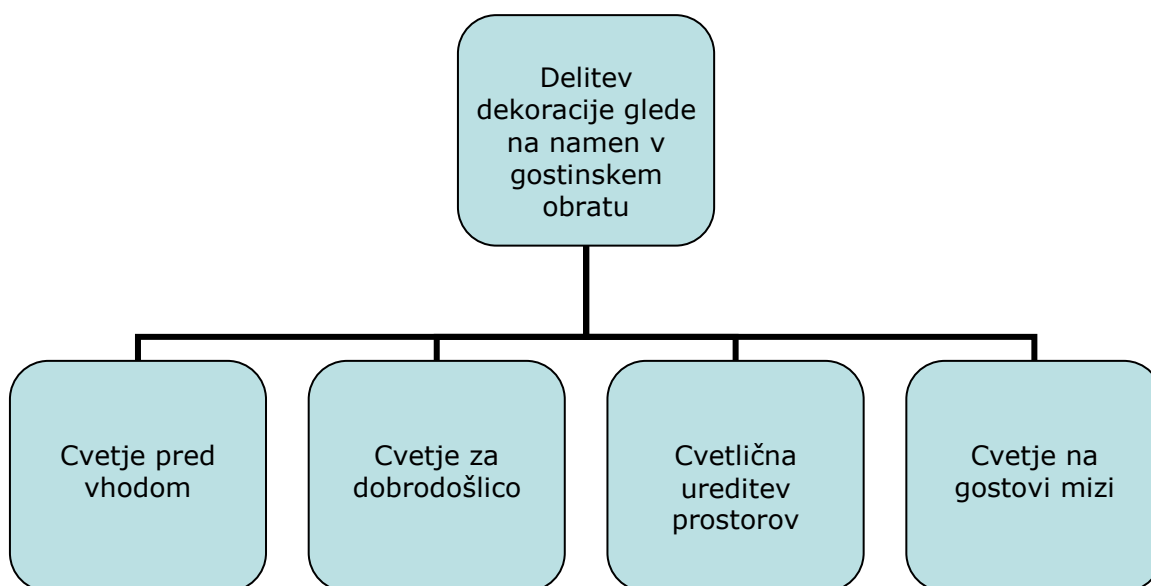 Delitev
dekoracije glede
na namen v
gostinskem
obratu
Cvetje pred
vhodom
Cvetje za
dobrodošlico
Cvetlična
ureditev
prostorov
Cvetje na
gostovi mizi